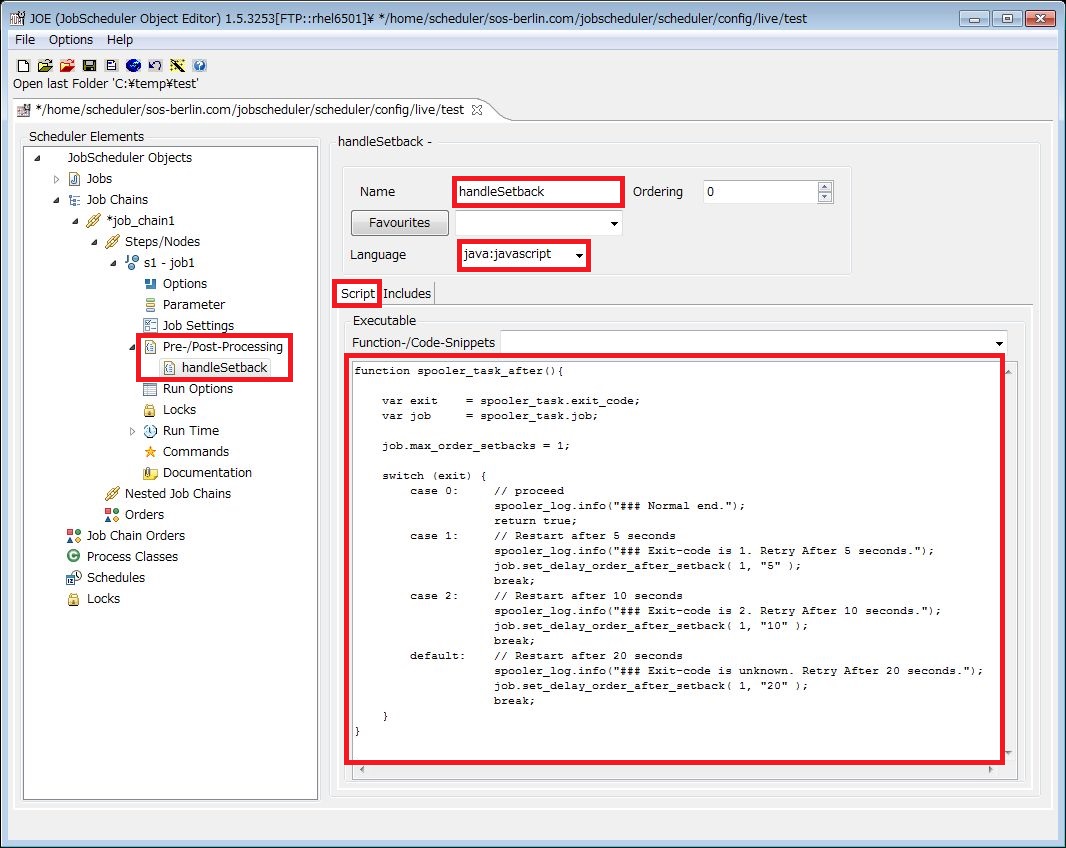 JOE (JobScheduler Object Editor) 1.5.3253[FTP::rhel6501]¥ */home/scheduler/sos-berlin.com/jobscheduler/scheduler/config/live/test
File Options Help
Open last Folder 'C:¥temp¥test'
*/home/scheduler/sos-berlin.com/jobscheduler/scheduler/config/live/test
Scheduler Elements
JobScheduler Objects
Jobs
Job Chains
*job_chain1
Steps/Nodes
s1 - job1
Options
Parameter
Job Settings
Pre-/Post-Processing
handleSetback
Run Options
Locks
Run Time
Commands
Documentation
Nested Job Chains
Orders
Job Chain Orders
Process Classes
Schedules
Locks
handleSetback -
Name handleSetback Ordering 0
Favourites
Language java:javascript
Script Includes
Executable
Function-/Code-Snippets
function spooler_task_after(){
var exit = spooler_task.exit_code;
var job = spooler_task.job;
job.max_order_setbacks = 1;
switch (exit) {
case 0: // proceed
spooler_log.info("### Normal end.");
return true;
case 1: // Restart after 5 seconds
spooler_log.info("### Exit-code is 1. Retry After 5 seconds.");
job.set_delay_order_after_setback( 1, "5" );
break;
case 2: // Restart after 10 seconds
spooler_log.info("### Exit-code is 2. Retry After 10 seconds.");
job.set_delay_order_after_setback( 1, "10" );
break;
default: // Restart after 20 seconds
spooler_log.info("### Exit-code is unknown. Retry After 20 seconds.");
job.set_delay_order_after_setback( 1, "20" );
break;
}
}